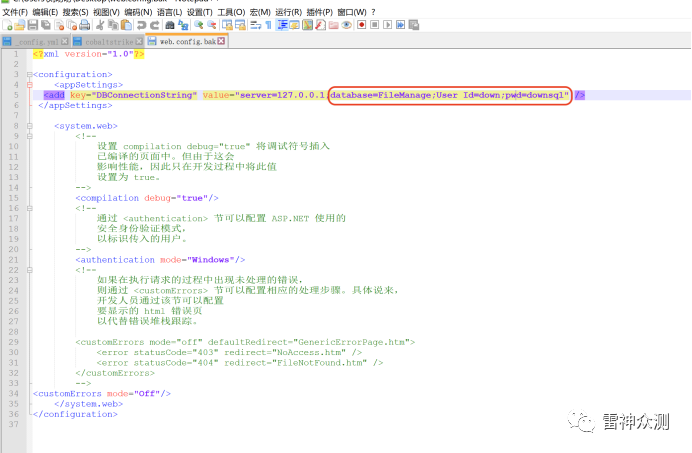 文件(F) 编辑(E) 搜索(S) 视图(V) 编码(N) 语言(L) 设置(T) 工具(O) 宏(M) 运行(R) 插件(P) 窗口(W) ?
_config.yml cobaltstrike web.config.bak
1 <?xml version="1.0"?>
2
3 <configuration>
4 <appSettings>
5 <add key="DBConnectionString" value="server=127.0.0.1;database=FileManage;User Id=down;pwd=downsql" />
6 </appSettings>
7
8 <system.web>
9 <!--
10 设置 compilation debug="true" 将调试符号插入
11 已编译的页面中。但由于这会
12 影响性能，因此只在开发过程中将此值
13 设置为 true。
14 -->
15 <compilation debug="true"/>
16 <!--
17 通过 <authentication> 节可以配置 ASP.NET 使用的
18 安全身份验证模式，
19 以标识传入的用户。
20 -->
21 <authentication mode="Windows"/>
22 <!--
23 如果在执行请求的过程中出现未处理的错误，
24 则通过 <customErrors> 节可以配置相应的处理步骤。具体说来，
25 开发人员通过该节可以配置
26 要显示的 html 错误页
27 以代替错误堆栈跟踪。
28
29 <customErrors mode="off" defaultRedirect="GenericErrorPage.htm">
30 <error statusCode="403" redirect="NoAccess.htm" />
31 <error statusCode="404" redirect="FileNotFound.htm" />
32 </customErrors>
33 -->
34 <customErrors mode="Off"/>
35 </system.web>
36 </configuration>
37
雷神众测